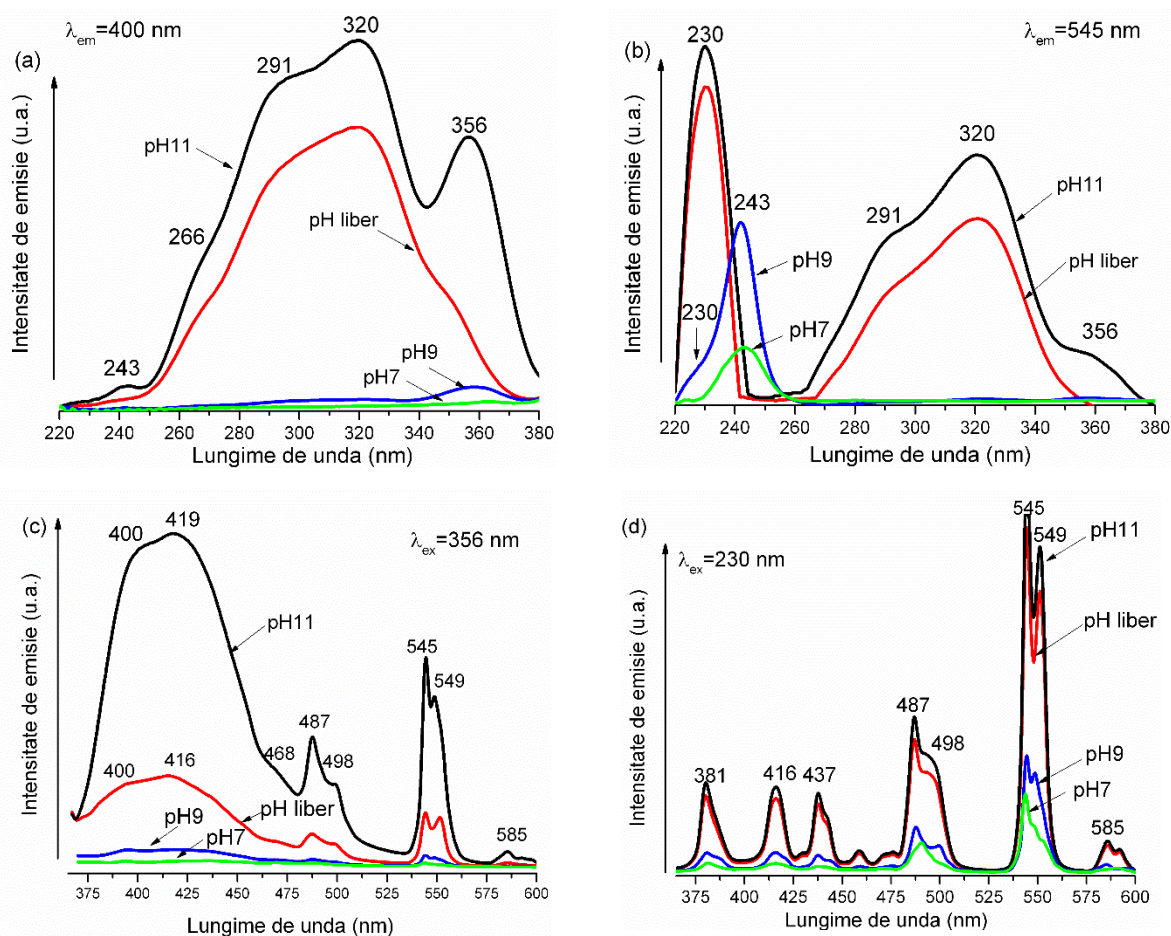 (a)
λem=400 nm
Intensitate de emisie (u.a.)
243
266
291
320
356
pH11
pH liber
pH9
pH7
220 240 260 280 300 320 340 360 380
Lungime de unda (nm)
(b)
λem=545 nm
Intensitate de emisie (u.a.)
230
243
230
291
320
356
pH11
pH liber
pH9
pH7
220 240 260 280 300 320 340 360 380
Lungime de unda (nm)
(c)
λex=356 nm
Intensitate de emisie (u.a.)
400
419
pH11
400
416
pH liber
pH9
pH7
468
487
498
545
549
585
375 400 425 450 475 500 525 550 575 600
Lungime de unda (nm)
(d)
λex=230 nm
Intensitate de emisie (u.a.)
381
416
437
487
498
545
549
585
pH11
pH liber
pH9
pH7
375 400 425 450 475 500 525 550 575 600
Lungime de unda (nm)